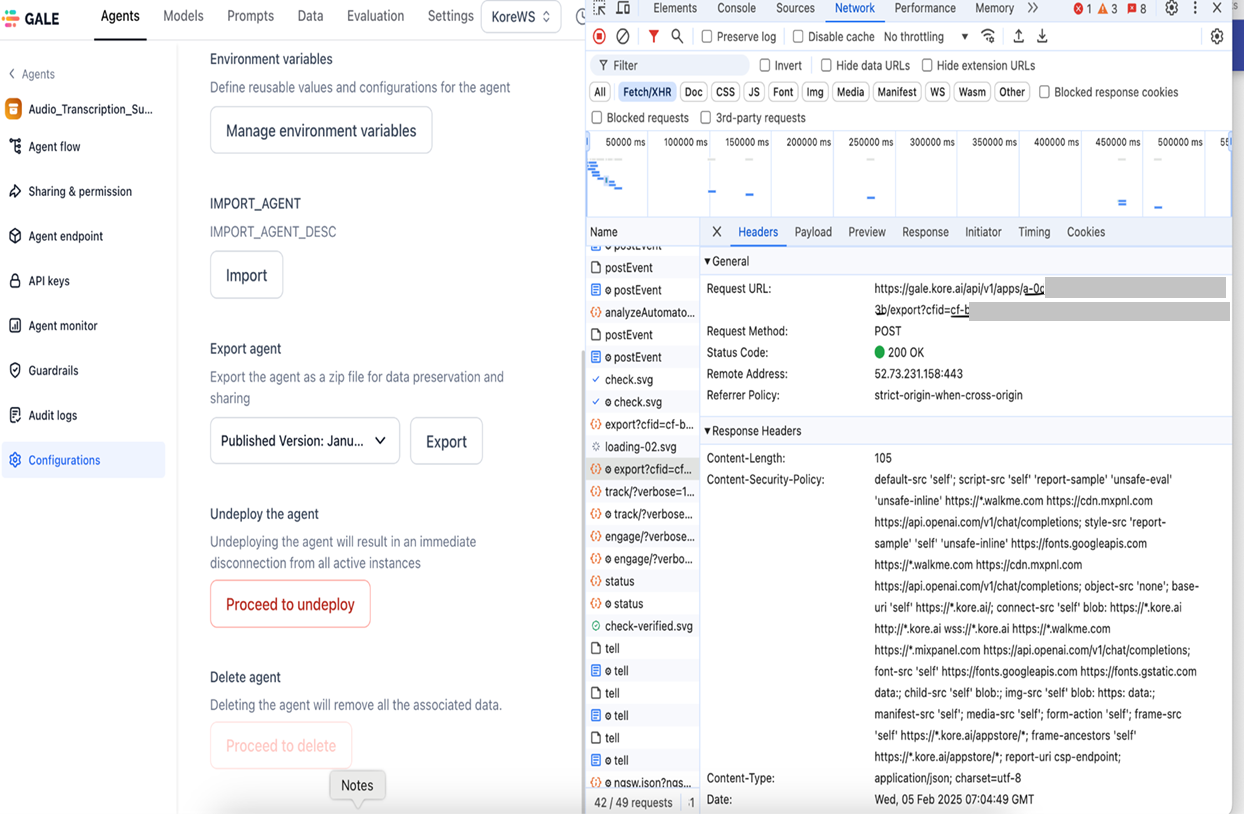 GALE
Agents
Models
Prompts
Data
Evaluation
Settings
KoreWS
Agents
Audio_Transcription_Su...
Agent flow
Sharing & permission
Agent endpoint
API keys
Agent monitor
Guardrails
Audit logs
Configurations
Environment variables
Define reusable values and configurations for the agent
Manage environment variables
IMPORT_AGENT
IMPORT_AGENT_DESC
Import
Export agent
Export the agent as a zip file for data preservation and
sharing
Published Version: Janu...
Export
Undeploy the agent
Undeploying the agent will result in an immediate
disconnection from all active instances
Proceed to undeploy
Delete agent
Deleting the agent will remove all the associated data.
Proceed to delete
Notes
Elements
Console
Sources
Network
Performance
Memory
1
3
8
Preserve log
Disable cache
No throttling
Filter
Invert
Hide data URLs
Hide extension URLs
All
Fetch/XHR
Doc
CSS
JS
Font
Img
Media
Manifest
WS
Wasm
Other
Blocked response cookies
Blocked requests
3rd-party requests
50000 ms
100000 ms
150000 ms
200000 ms
250000 ms
300000 ms
350000 ms
400000 ms
450000 ms
500000 ms
Name
postEvent
postEvent
postEvent
analyzeAutomato...
postEvent
postEvent
check.svg
check.svg
export?cfid=cf-b...
loading-02.svg
export?cfid=cf...
track/?verbose=1...
track/?verbose...
engage/?verbose...
engage/?verbo...
status
status
check-verified.svg
tell
tell
tell
tell
tell
tell
ngsw.json?ngs...
42 / 49 requests
Headers
Payload
Preview
Response
Initiator
Timing
Cookies
General
Request URL:
https://gale.kore.ai/api/v1/apps/a-0c
3b/export?cfid=cf-b
Request Method:
POST
Status Code:
200 OK
Remote Address:
52.73.231.158:443
Referrer Policy:
strict-origin-when-cross-origin
Response Headers
Content-Length:
105
Content-Security-Policy:
default-src 'self'; script-src 'self' 'report-sample' 'unsafe-eval'
'unsafe-inline' https://*.walkme.com https://cdn.mxpnl.com
https://api.openai.com/v1/chat/completions; style-src 'report-
sample' 'self' 'unsafe-inline' https://fonts.googleapis.com
https://*.walkme.com https://cdn.mxpnl.com
https://api.openai.com/v1/chat/completions; object-src 'none'; base-
uri 'self' https://*.kore.ai/; connect-src 'self' blob: https://*.kore.ai
http://*.kore.ai wss://*.kore.ai https://*.walkme.com
https://*.mixpanel.com https://api.openai.com/v1/chat/completions;
font-src 'self' https://fonts.googleapis.com https://fonts.gstatic.com
data:; child-src 'self' blob:; img-src 'self' blob: https: data:;
manifest-src 'self'; media-src 'self'; form-action 'self'; frame-src
'self' https://*.kore.ai/appstore/*; frame-ancestors 'self'
https://*.kore.ai/appstore/*; report-uri csp-endpoint;
Content-Type:
application/json; charset=utf-8
Date:
Wed, 05 Feb 2025 07:04:49 GMT